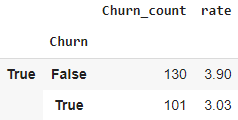 Churn_count rate
Churn
True False 130 3.90
True 101 3.03